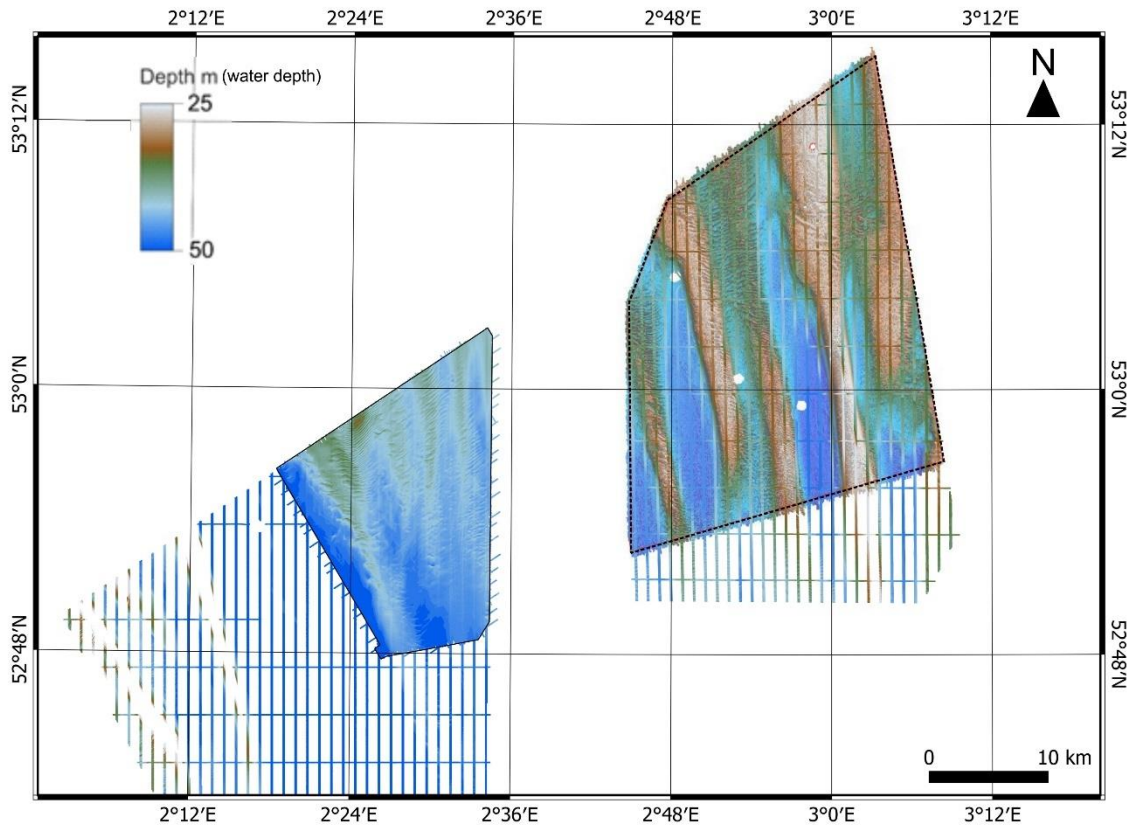 2°12′E 2°24′E 2°36′E 2°48′E 3°0′E 3°12′E
Depth m (water depth)
25
50
N
53°12′N 53°12′N
53°0′N 53°0′N
52°48′N 52°48′N
0 10 km
2°12′E 2°24′E 2°36′E 2°48′E 3°0′E 3°12′E